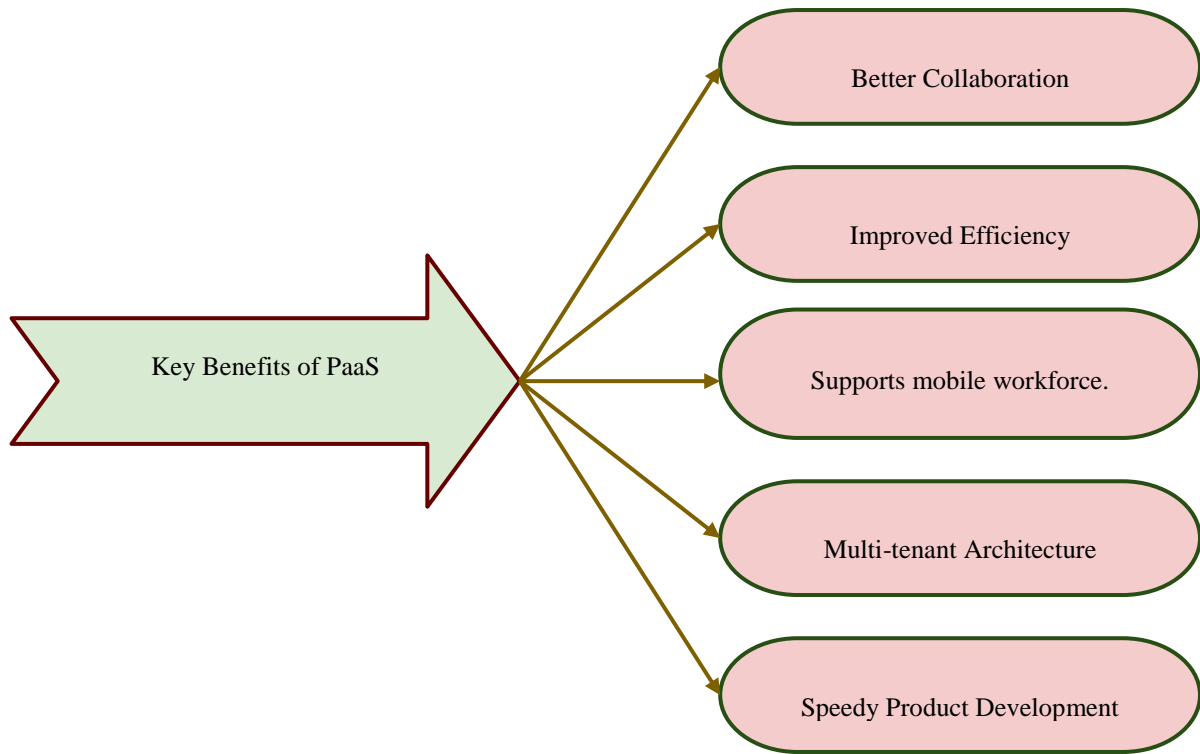 Better Collaboration
Improved Efficiency
Key Benefits of PaaS
Supports mobile workforce.
Multi-tenant Architecture
Speedy Product Development